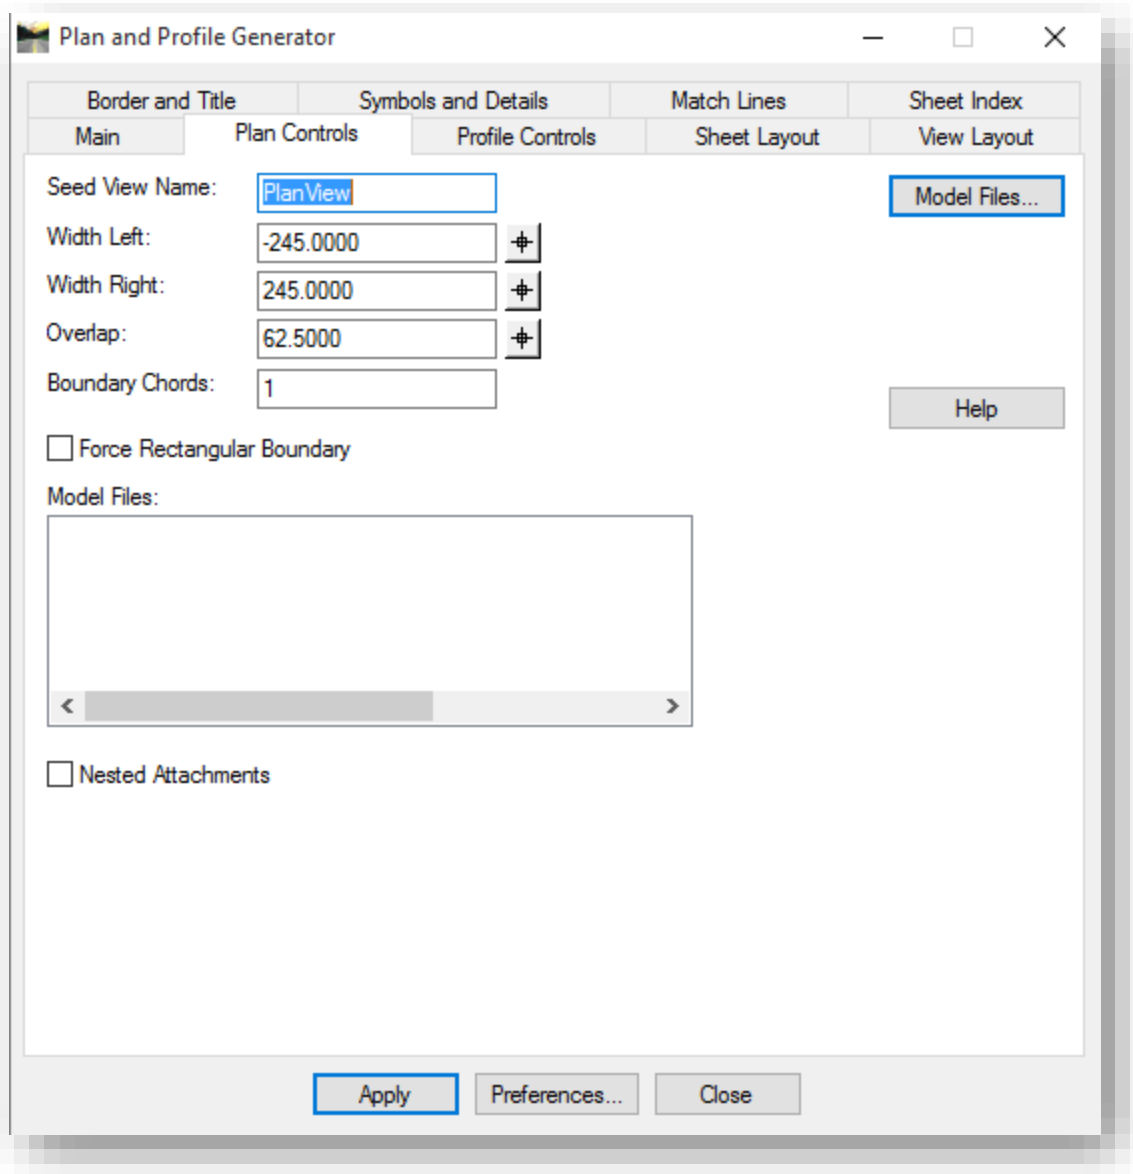 Plan and Profile Generator
Border and Title Symbols and Details Match Lines Sheet Index
Main Plan Controls Profile Controls Sheet Layout View Layout
Seed View Name: PlanView Model Files...
Width Left: -245.0000
Width Right: 245.0000
Overlap: 62.5000
Boundary Chords: 1
Help
Force Rectangular Boundary
Model Files:
Nested Attachments
Apply Preferences... Close